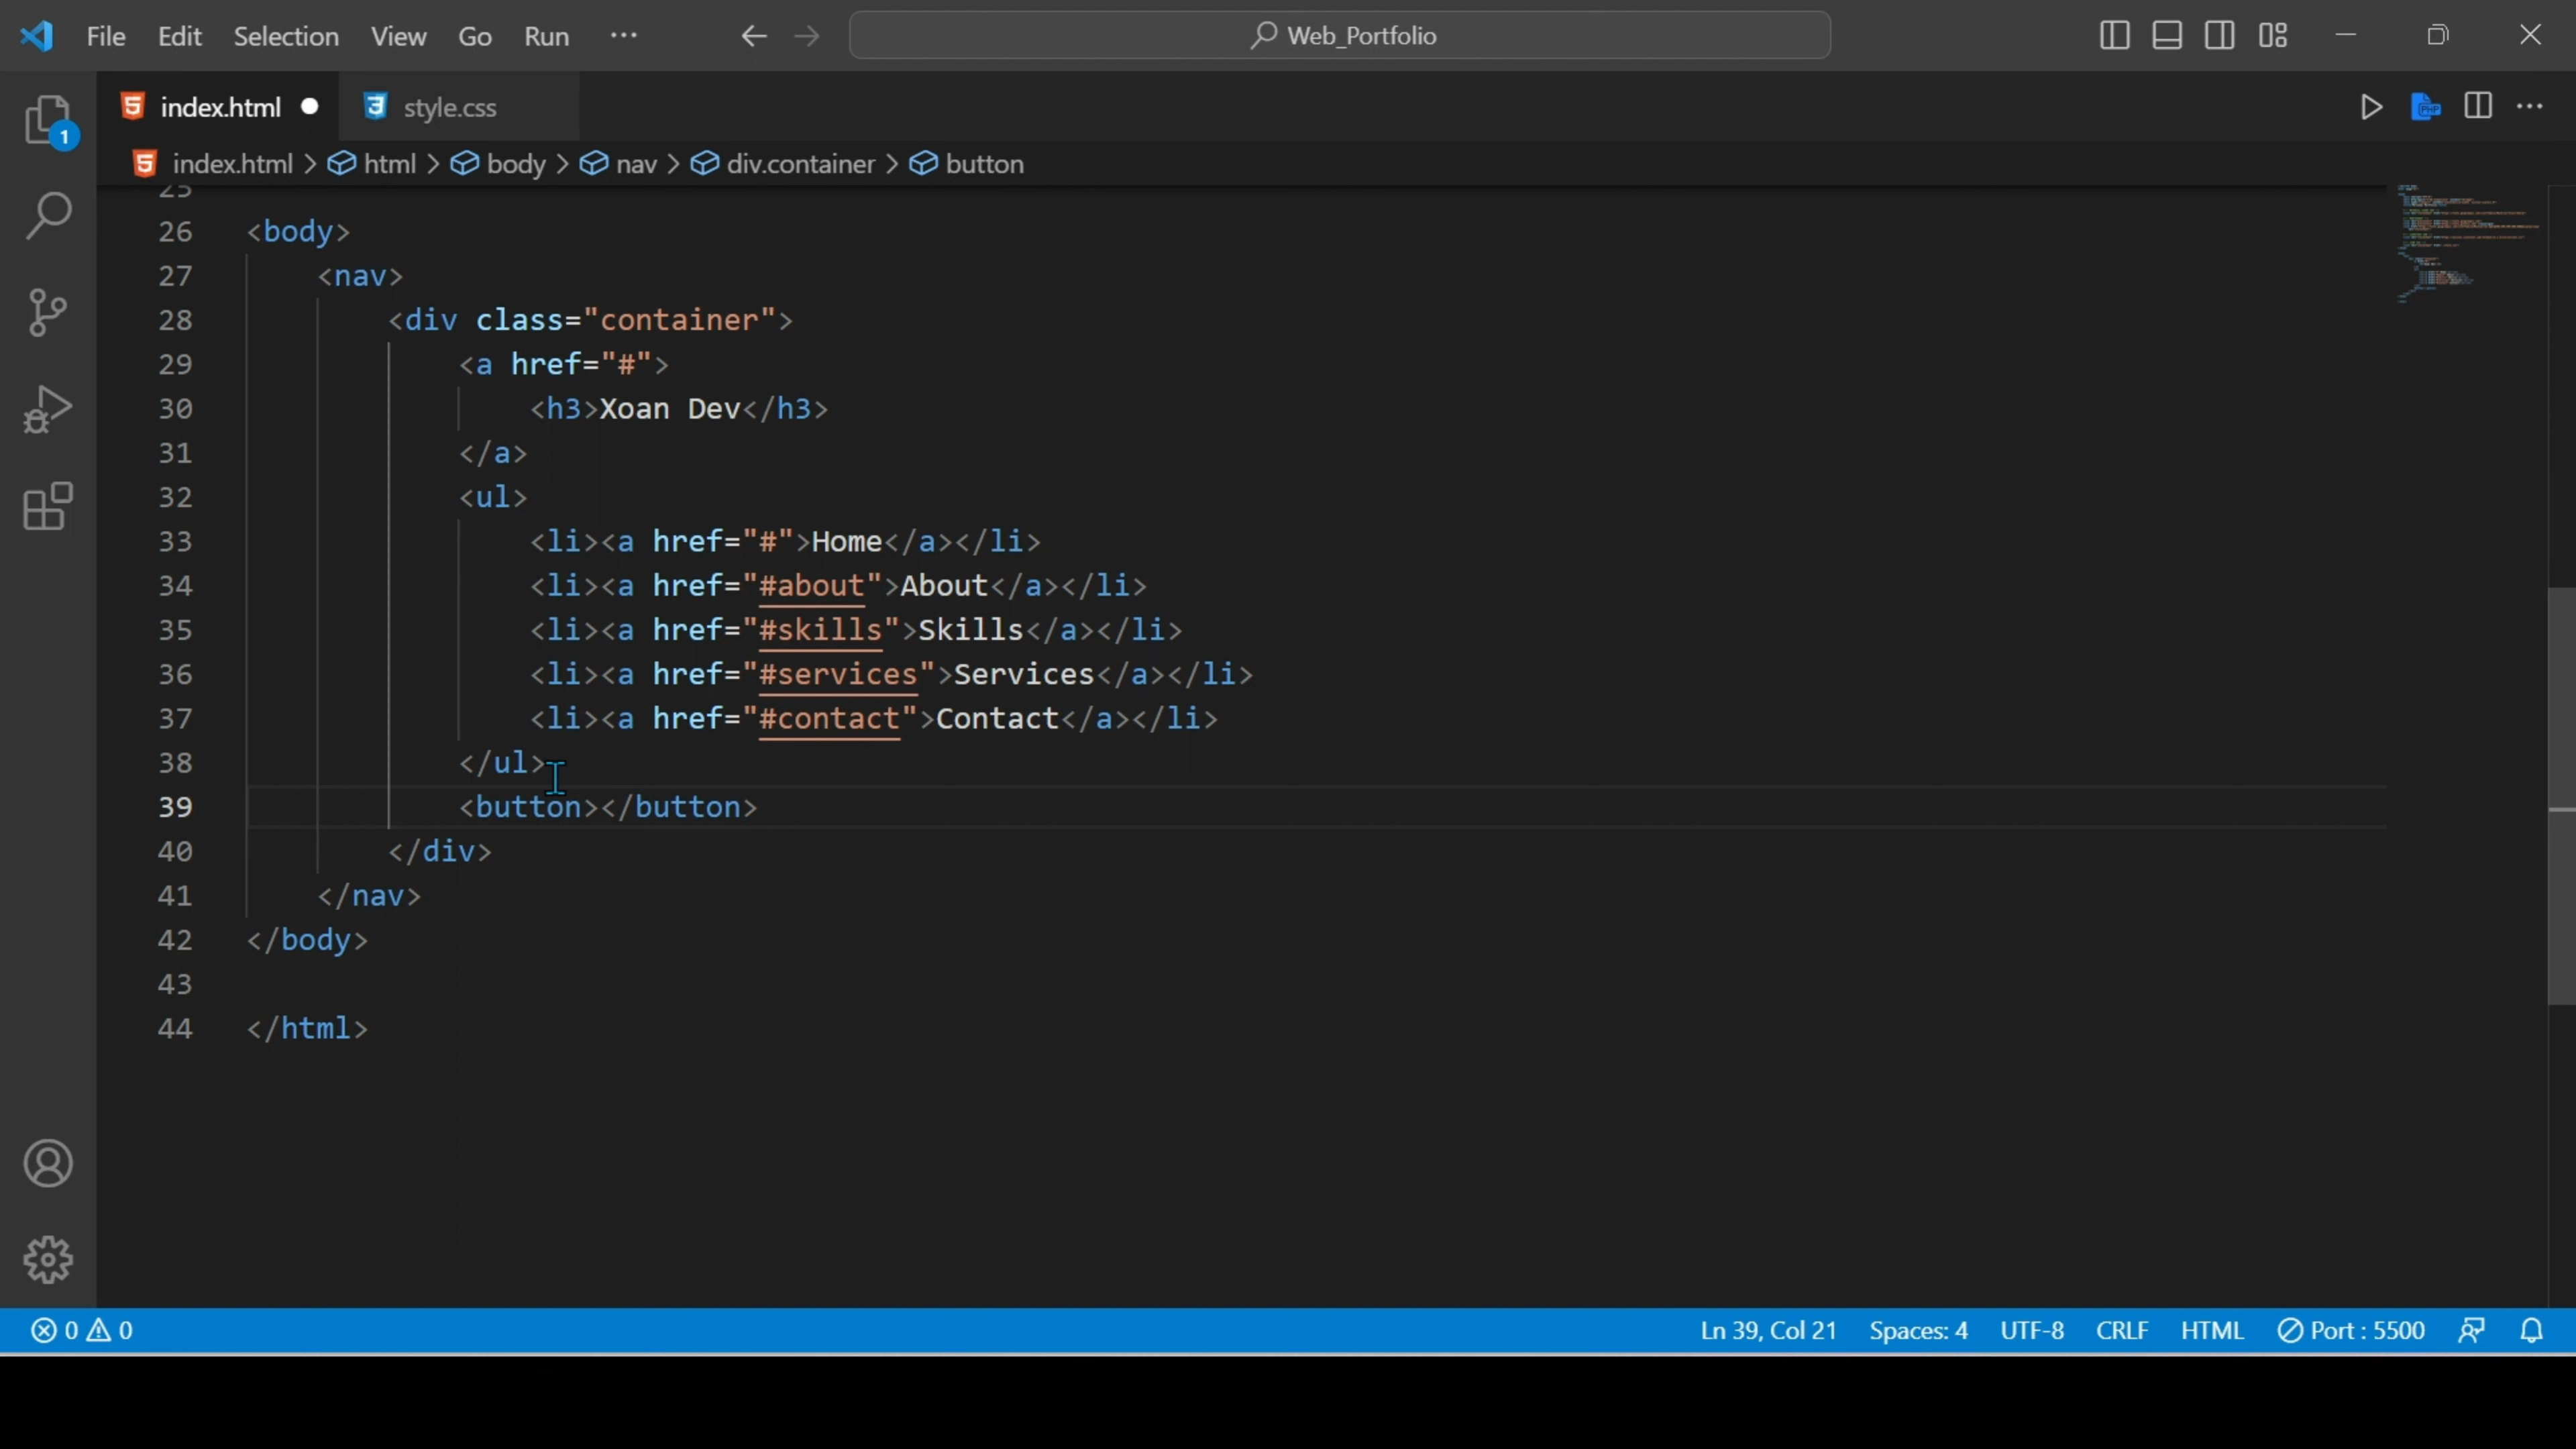 File Edit Selection View Go Run ··· Web_Portfolio
1
index.html style.css
index.html > html > body > nav > div.container > button
25
26 <body>
27 <nav>
28 <div class="container">
29 <a href="#">
30 <h3>Xoan Dev</h3>
31 </a>
32 <ul>
33 <li><a href="#">Home</a></li>
34 <li><a href="#about">About</a></li>
35 <li><a href="#skills">Skills</a></li>
36 <li><a href="#services">Services</a></li>
37 <li><a href="#contact">Contact</a></li>
38 </ul>
39 <button></button>
40 </div>
41 </nav>
42 </body>
43
44 </html>
0 0 Ln 39, Col 21 Spaces: 4 UTF-8 CRLF HTML Port : 5500